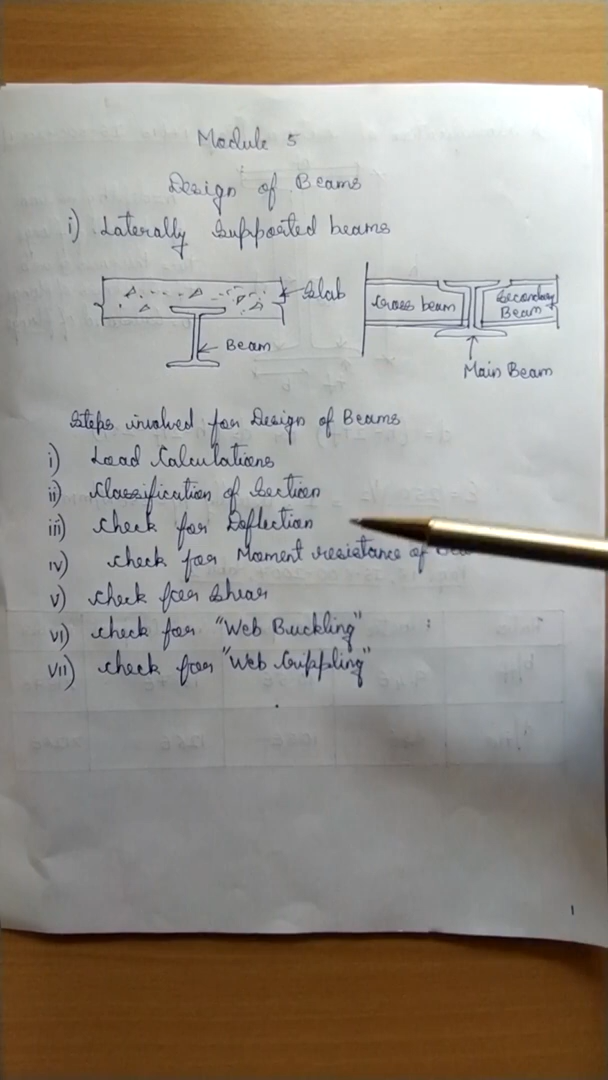 Module 5
Design of Beams
i) Laterally Supported beams
Slab
Beam
Cross beam
Secondary
Beam
Main Beam
Steps involved for Design of Beams
i) Load Calculations
ii) Classification of Section
iii) check for Deflection
iv) check for Moment resistance of
v) check for Shear
vi) check for "Web Buckling"
vii) check for "Web Crippling"
1